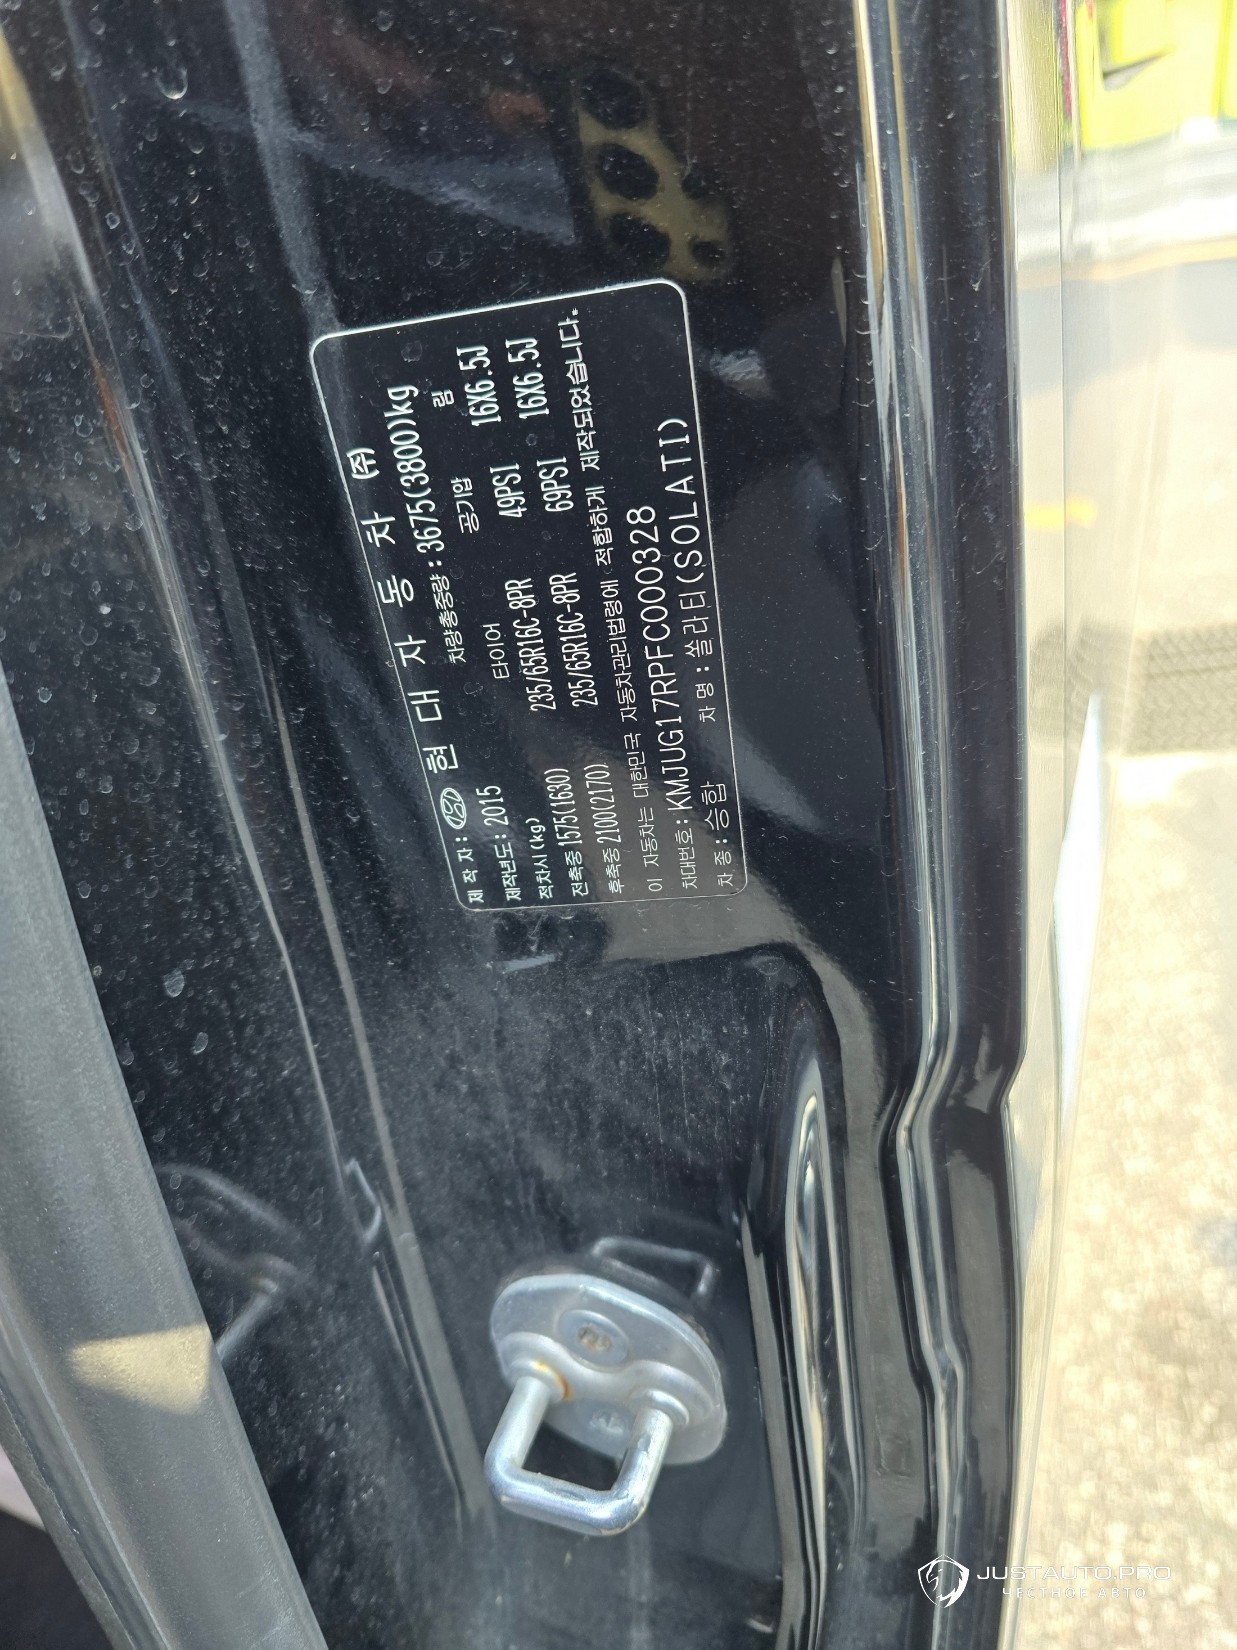 제 작 자 : 현 대 자 동 차 (주)
제작년도 : 2015 차량총중량 : 3675(3800)kg
적차시(kg) 타이어 공기압 림
전축중 1575(1630) 235/65R16C-8PR 49PSI 16X6.5J
후축중 2100(2170) 235/65R16C-8PR 69PSI 16X6.5J
이 자동차는 대한민국 자동차관리법령에 적합하게 제작되었습니다.
차대번호 : KMJUG17RPFC000328
차 종 : 승합 차 명 : 쏠라티(SOLATI)
JUSTAUTO.PRO
ЧЕСТНОЕ АВТО